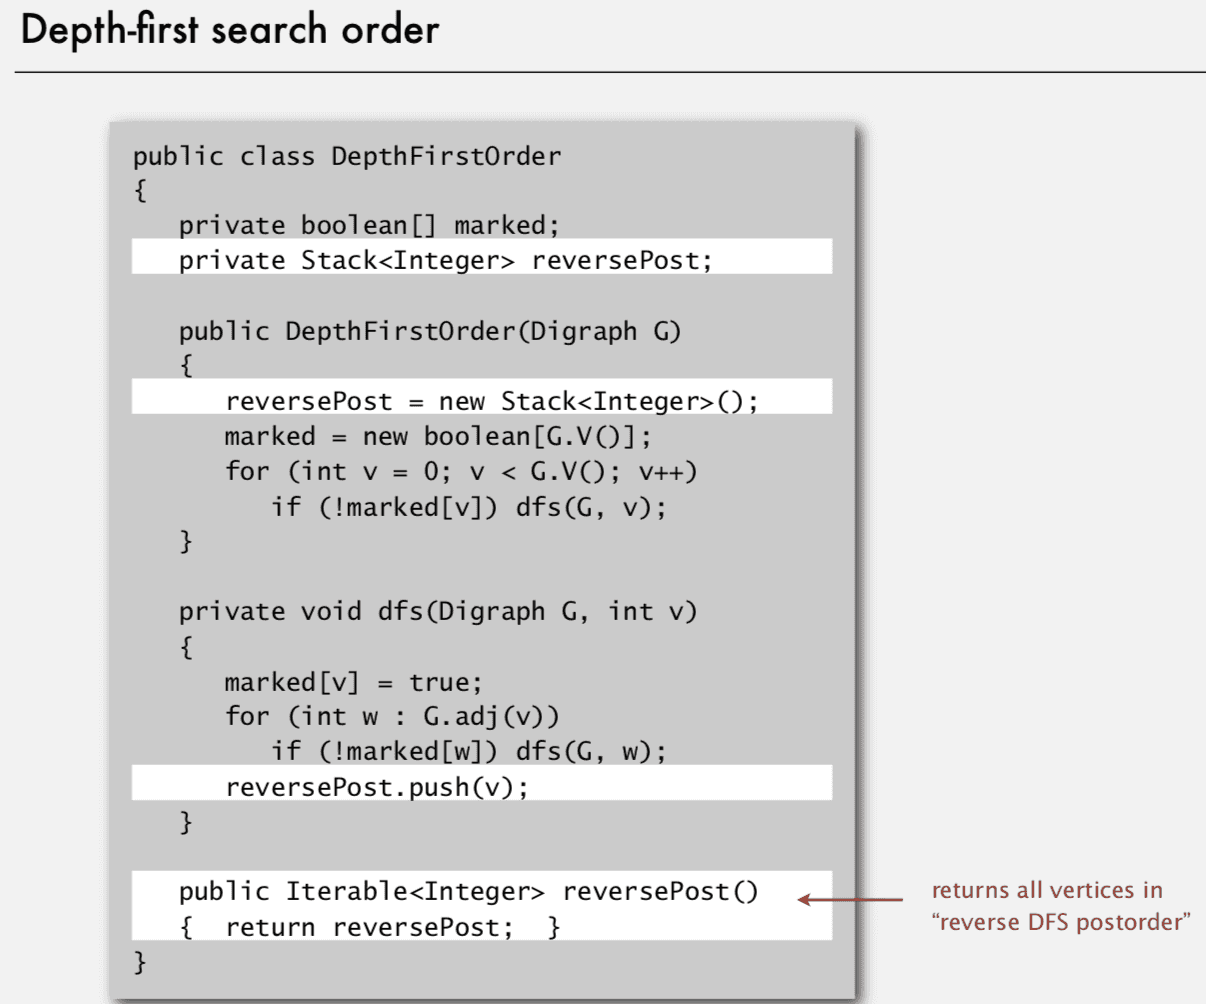 Depth-first search order
public class DepthFirstOrder
{
private boolean[] marked;
private Stack<Integer> reversePost;
public DepthFirstOrder(Digraph G)
{
reversePost = new Stack<Integer>();
marked = new boolean[G.V()];
for (int v = 0; v < G.V(); v++)
if (!marked[v]) dfs(G, v);
}
private void dfs(Digraph G, int v)
{
marked[v] = true;
for (int w : G.adj(v))
if (!marked[w]) dfs(G, w);
reversePost.push(v);
}
public Iterable<Integer> reversePost()
{ return reversePost; }
}
returns all vertices in
“reverse DFS postorder”